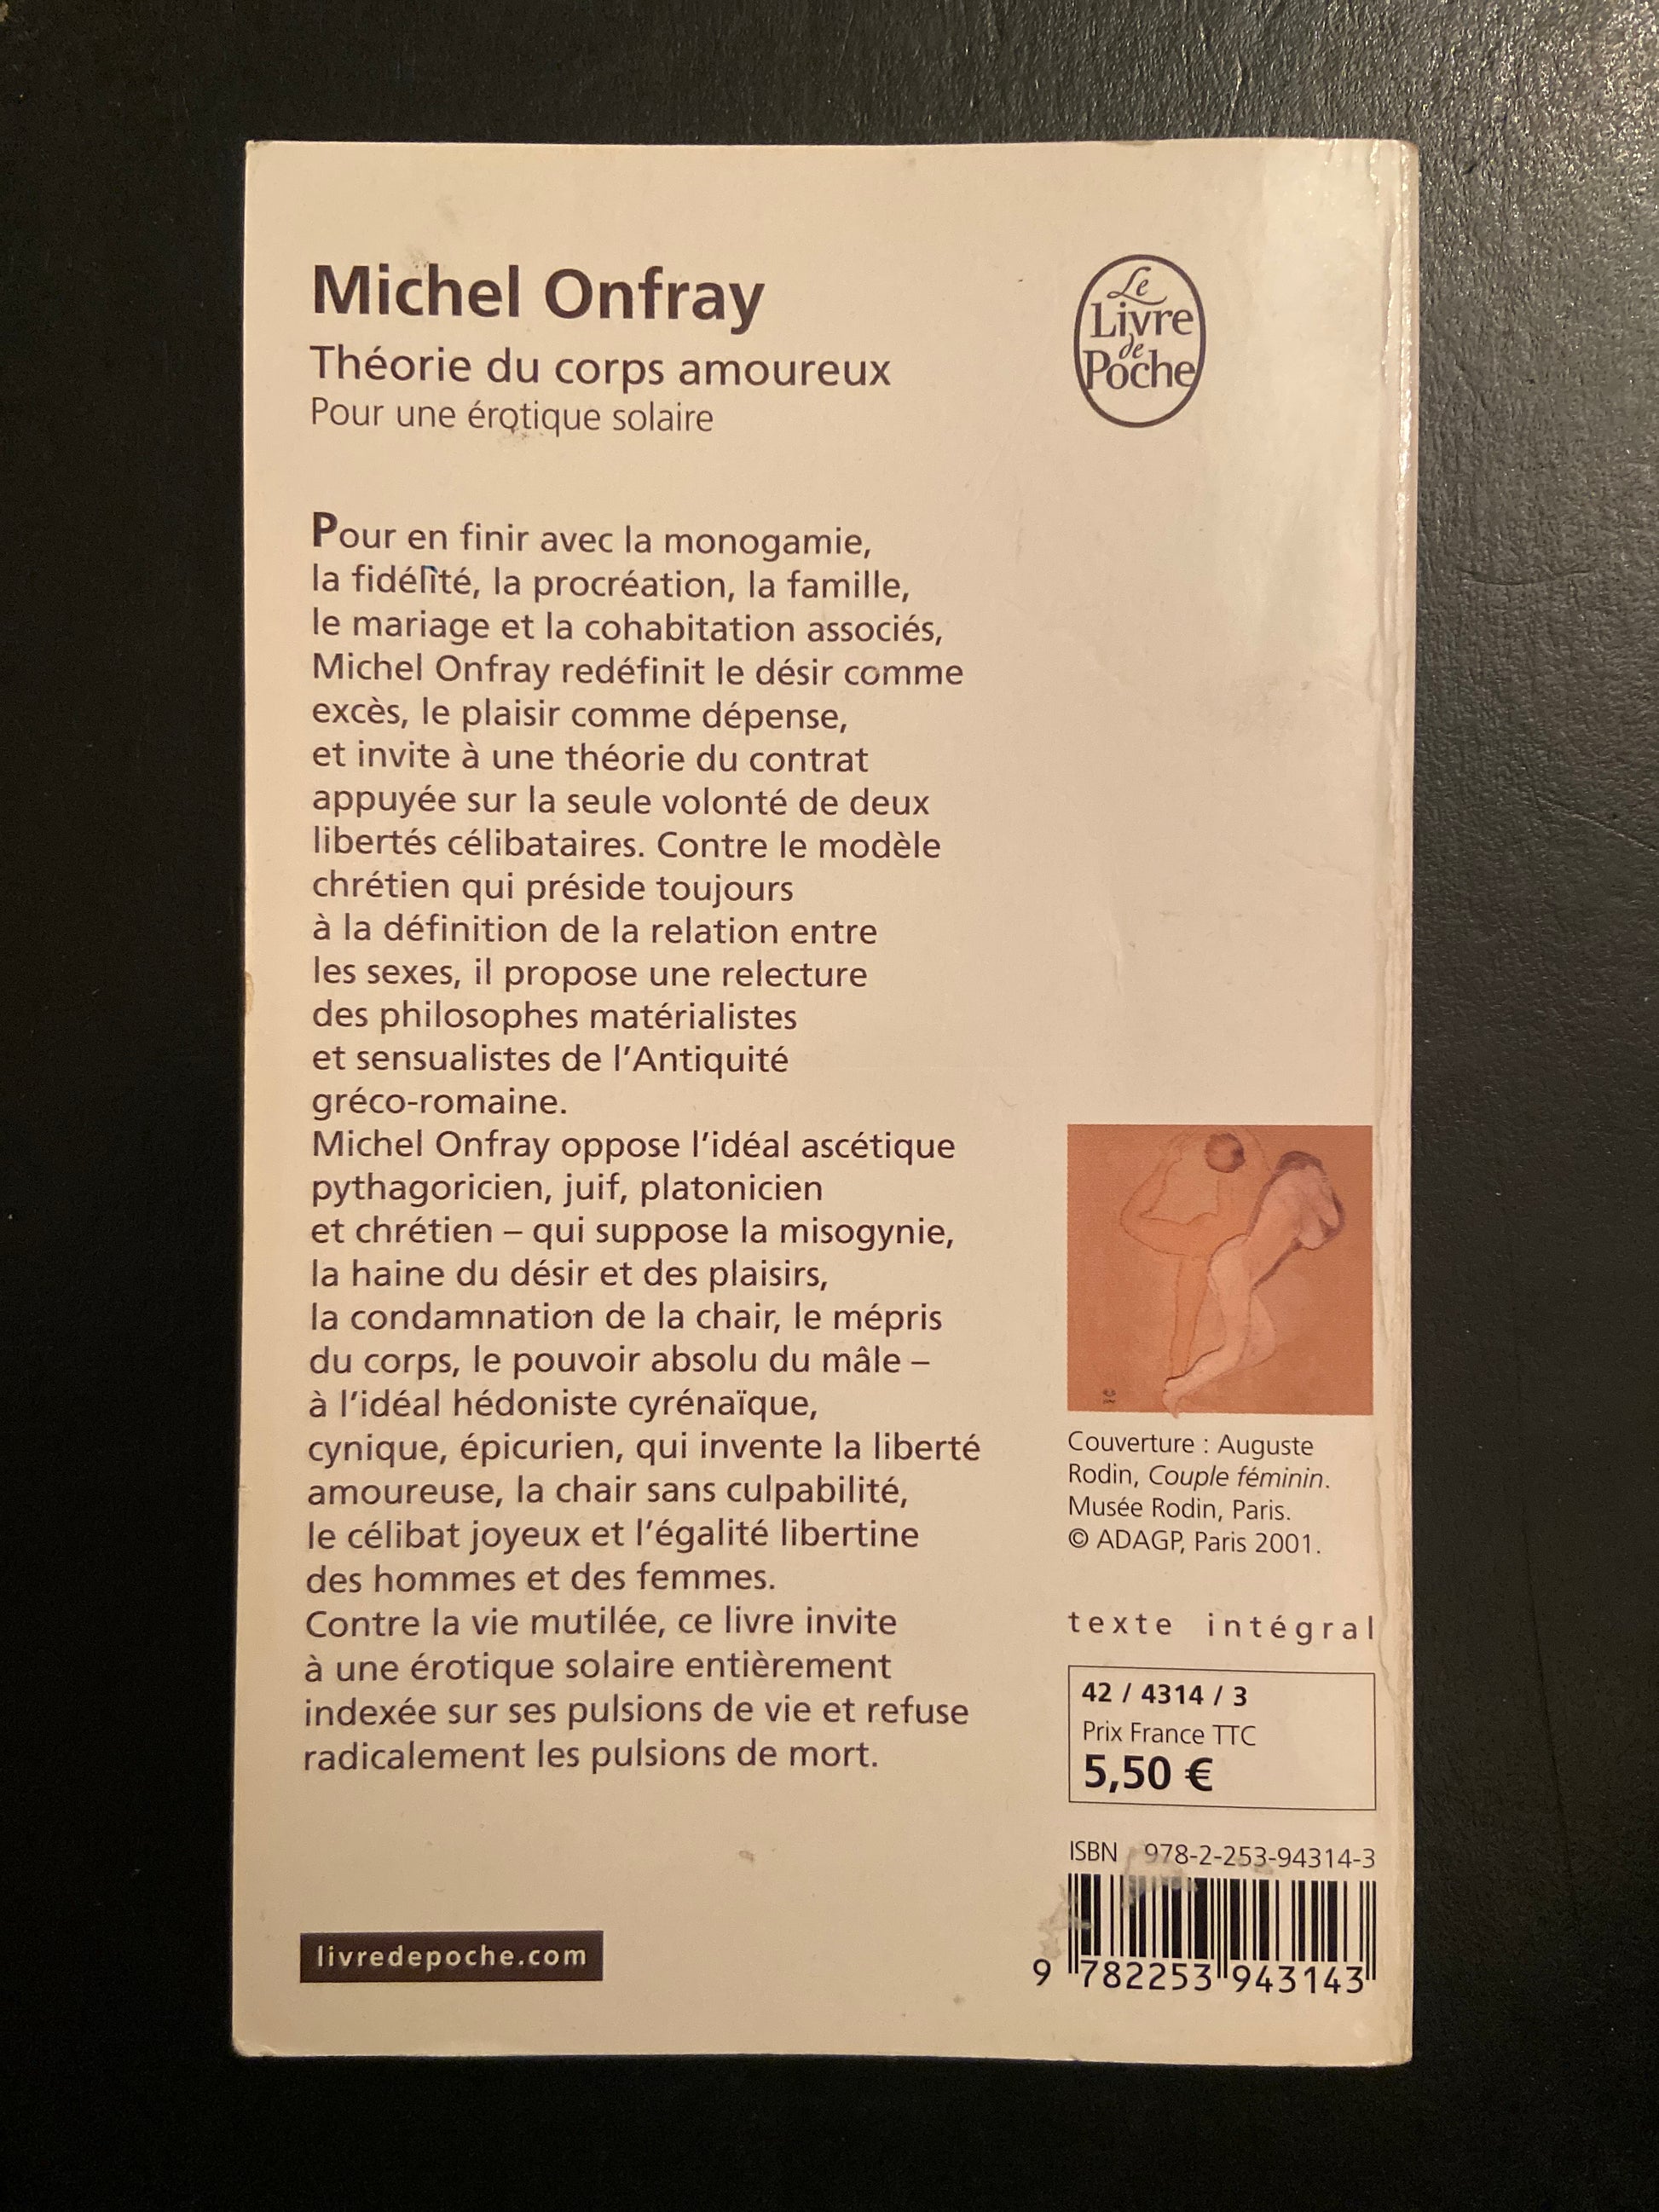 Michel Onfray
Théorie du corps amoureux
Pour une érotique solaire
Le
Livre
de
Poche
Pour en finir avec la monogamie,
la fidélité, la procréation, la famille,
le mariage et la cohabitation associés,
Michel Onfray redéfinit le désir comme
excès, le plaisir comme dépense,
et invite à une théorie du contrat
appuyée sur la seule volonté de deux
libertés célibataires. Contre le modèle
chrétien qui préside toujours
à la définition de la relation entre
les sexes, il propose une relecture
des philosophes matérialistes
et sensualistes de l'Antiquité
gréco-romaine.
Michel Onfray oppose l'idéal ascétique
pythagoricien, juif, platonicien
et chrétien – qui suppose la misogynie,
la haine du désir et des plaisirs,
la condamnation de la chair, le mépris
du corps, le pouvoir absolu du mâle –
à l'idéal hédoniste cyrénaïque,
cynique, épicurien, qui invente la liberté
amoureuse, la chair sans culpabilité,
le célibat joyeux et l'égalité libertine
des hommes et des femmes.
Contre la vie mutilée, ce livre invite
à une érotique solaire entièrement
indexée sur ses pulsions de vie et refuse
radicalement les pulsions de mort.
livredepoche.com
Couverture : Auguste
Rodin, Couple féminin.
Musée Rodin, Paris.
© ADAGP, Paris 2001.
texte intégral
42 / 4314 / 3
Prix France TTC
5,50 €
ISBN 978-2-253-94314-3
9 782253 943143